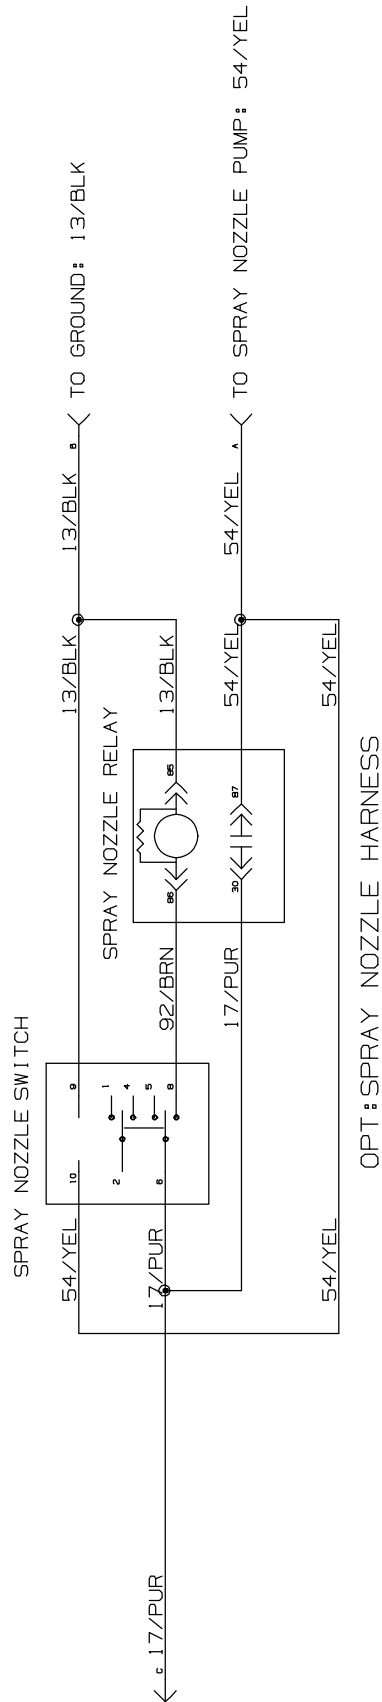 TO GROUND: 13/BLK
TO SPRAY NOZZLE PUMP: 54/YEL
B
A
13/BLK
54/YEL
13/BLK
13/BLK
54/YEL
54/YEL
SPRAY NOZZLE RELAY
85
87
86
30
92/BRN
17/PUR
SPRAY NOZZLE SWITCH
9
1
4
5
8
10
2
6
54/YEL
17/PUR
54/YEL
C 17/PUR
OPT:SPRAY NOZZLE HARNESS